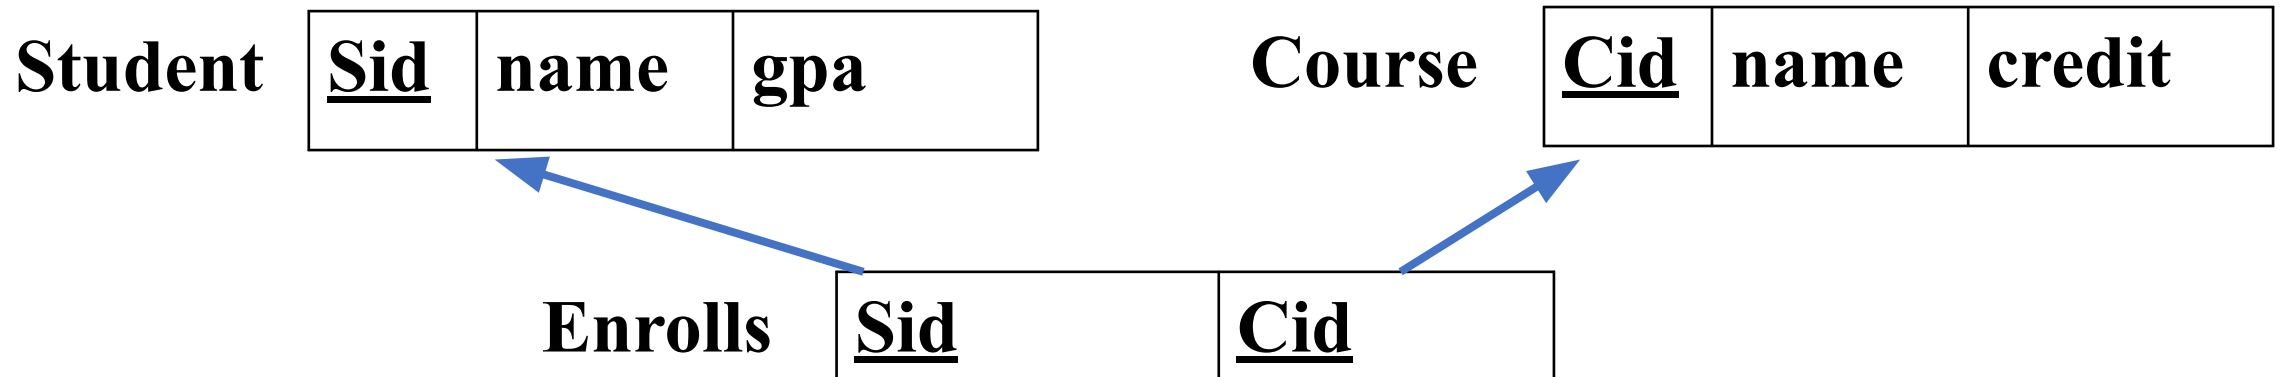 Student Sid name gpa Course Cid name credit
Enrolls Sid Cid